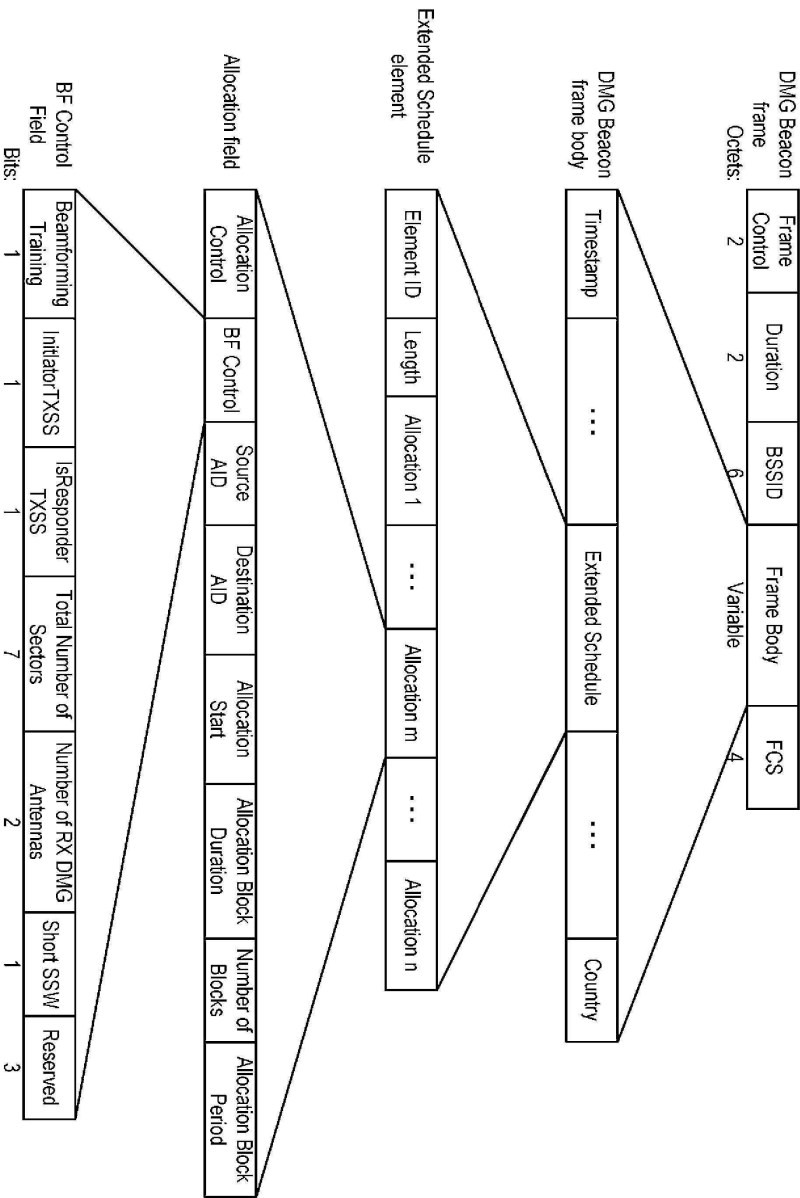 DMG Beacon
frame
Octets:
Frame
Control
Duration
BSSID
Frame Body
FCS
2
2
6
Variable
4
DMG Beacon
frame body
Timestamp
...
Extended Schedule
...
Country
Extended Schedule
element
Element ID
Length
Allocation 1
...
Allocation m
...
Allocation n
Allocation field
Allocation
Control
BF Control
Source
AID
Destination
AID
Allocation
Start
Allocation Block
Duration
Number of
Blocks
Allocation Block
Period
BF Control
Field
Bits:
Beamforming
Training
InitiatorTXSS
IsResponder
TXSS
Total Number of
Sectors
Number of RX DMG
Antennas
Short SSW
Reserved
1
1
1
7
2
1
3